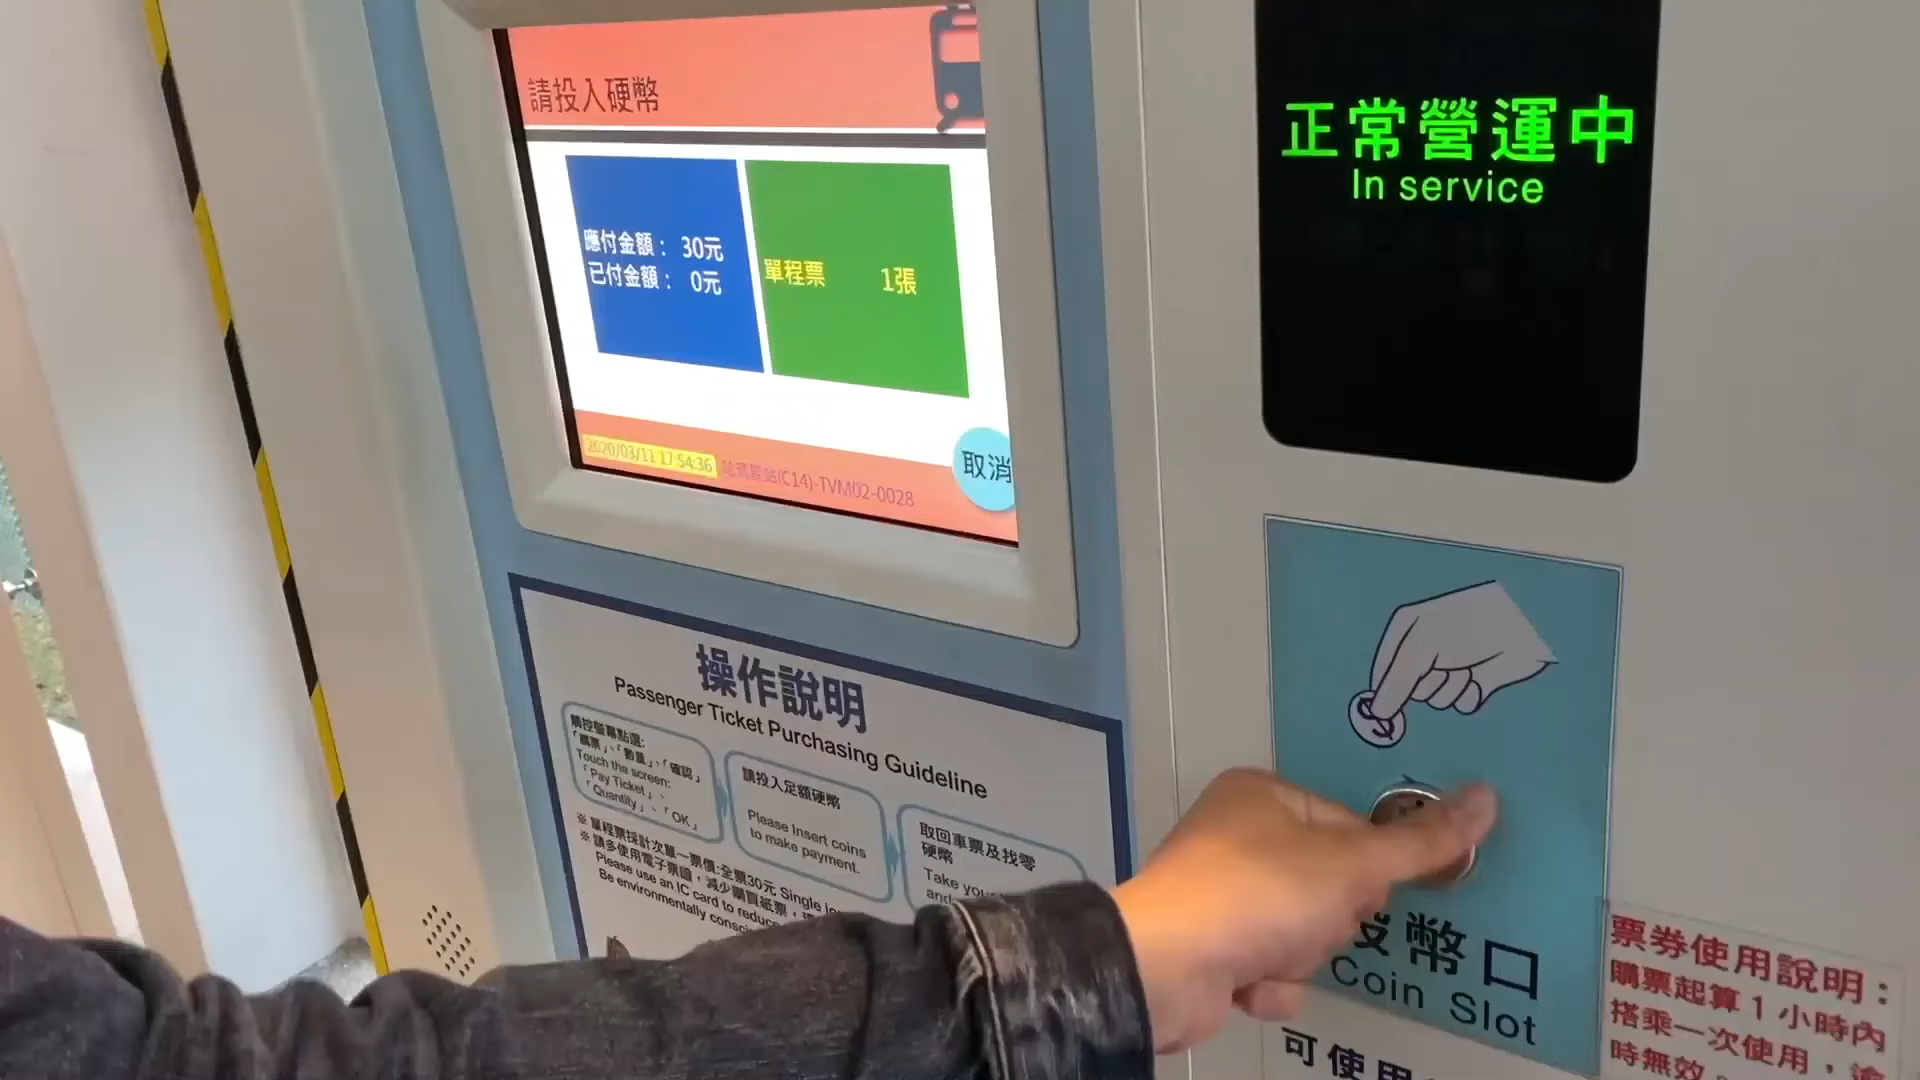 請投入硬幣
應付金額： 30元
已付金額： 0元
單程票 1張
2020/03/11 17:54:36
(C14)-TVM02-0028
取消
正常營運中
In service
操作說明
Passenger Ticket Purchasing Guideline
觸控螢幕點選:
「購票」、「數量」、「確認」
Touch the screen:
「Pay Ticket」、
「Quantity」、「OK」
請投入足額硬幣
Please Insert coins
to make payment.
取回車票及找零
硬幣
Take
and
※ 單程票採計次單一票價:全票30元 Single
※ 請多使用電子票證，減少購買紙票，
Please use an IC card to reduce
Be environmentally
幣口
Coin Slot
可使用
票券使用說明：
購票起算1小時內
搭乘一次使用，逾
時無效。